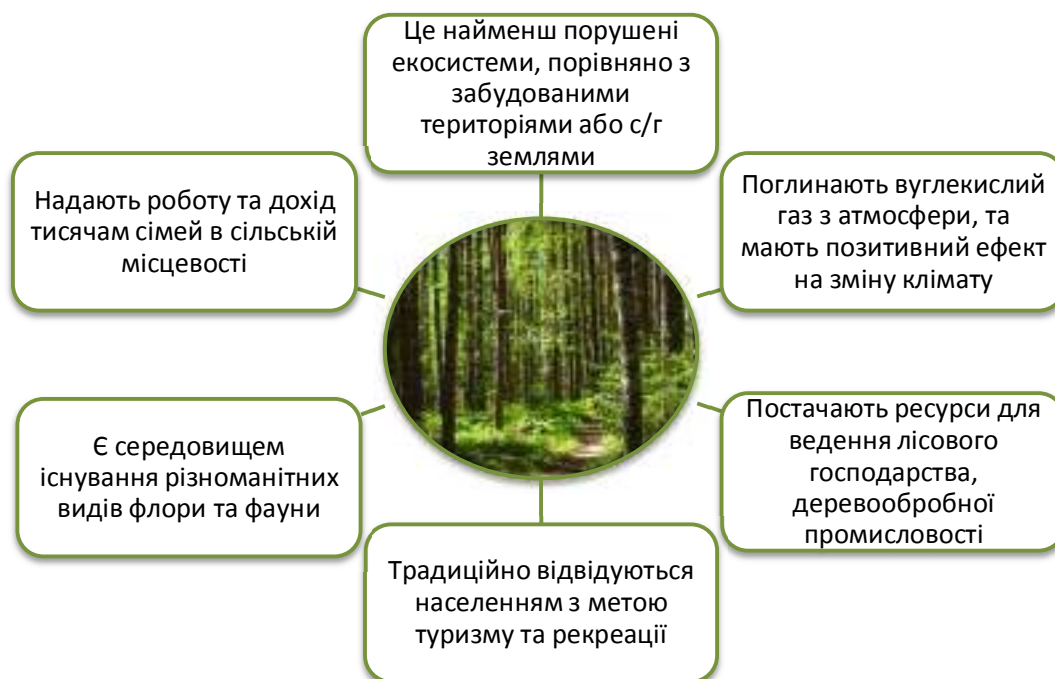 Це найменш порушені
екосистеми, порівняно з
забудованими
територіями або с/г
землями
Поглинають вуглекислий
газ з атмосфери, та
мають позитивний ефект
на зміну клімату
Постачають ресурси для
ведення лісового
господарства,
деревообробної
промисловості
Традиційно відвідуються
населенням з метою
туризму та рекреації
Є середовищем
існування різноманітних
видів флори та фауни
Надають роботу та дохід
тисячам сімей в сільській
місцевості